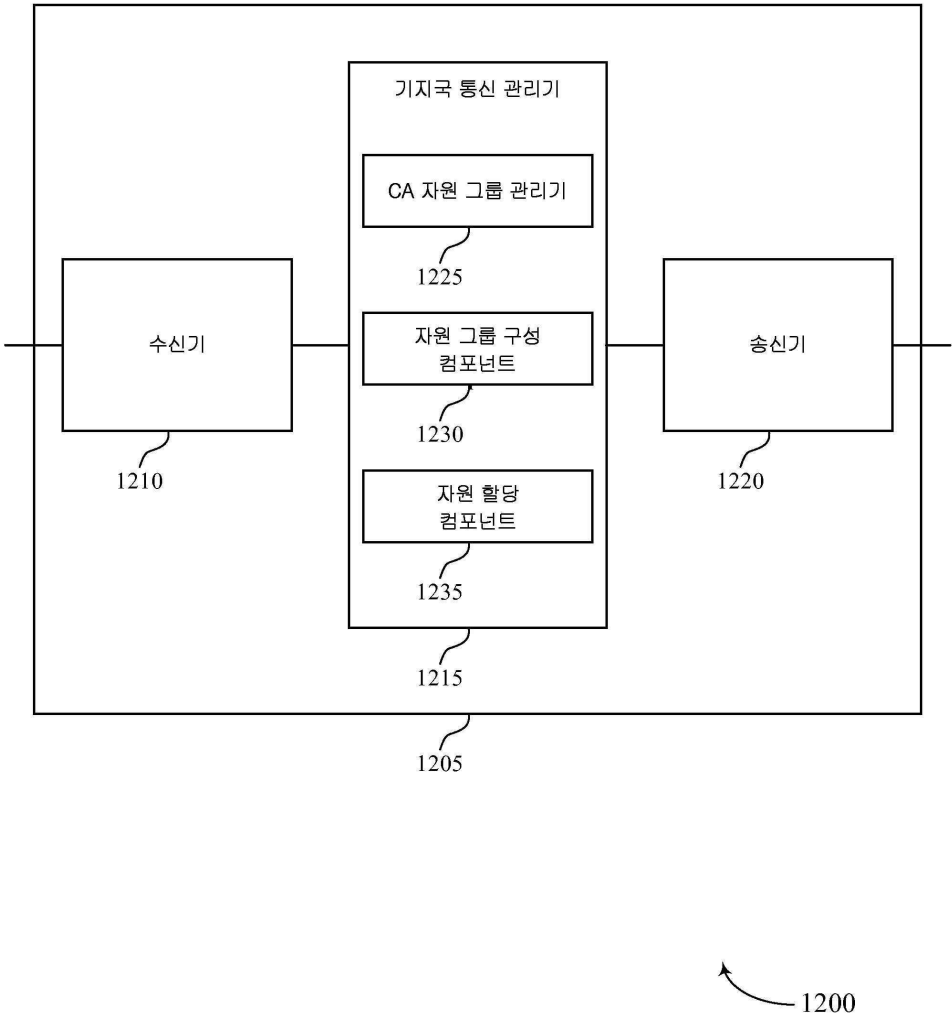 기지국 통신 관리기
CA 자원 그룹 관리기
1225
수신기
1210
자원 그룹 구성
컴포넌트
1230
송신기
1220
자원 할당
컴포넌트
1235
1215
1205
1200